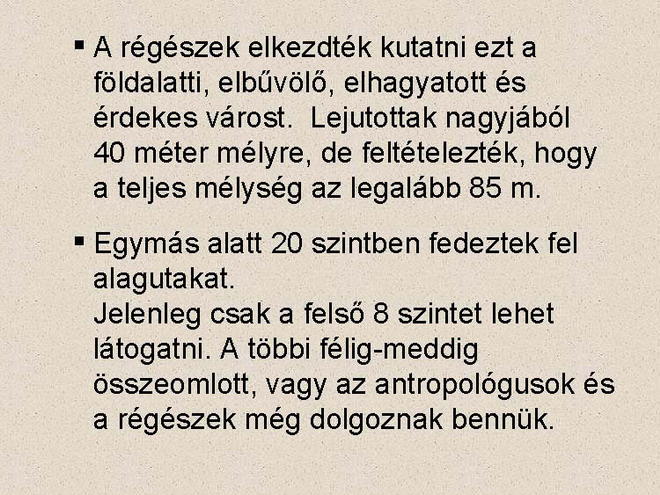 ▪ A régészek elkezdték kutatni ezt a
földalatti, elbűvölő, elhagyatott és
érdekes várost.  Lejutottak nagyjából
40 méter mélyre, de feltételezték, hogy
a teljes mélység az legalább 85 m.
▪ Egymás alatt 20 szintben fedeztek fel
alagutakat.
Jelenleg csak a felső 8 szintet lehet
látogatni. A többi félig-meddig
összeomlott, vagy az antropológusok és
a régészek még dolgoznak bennük.